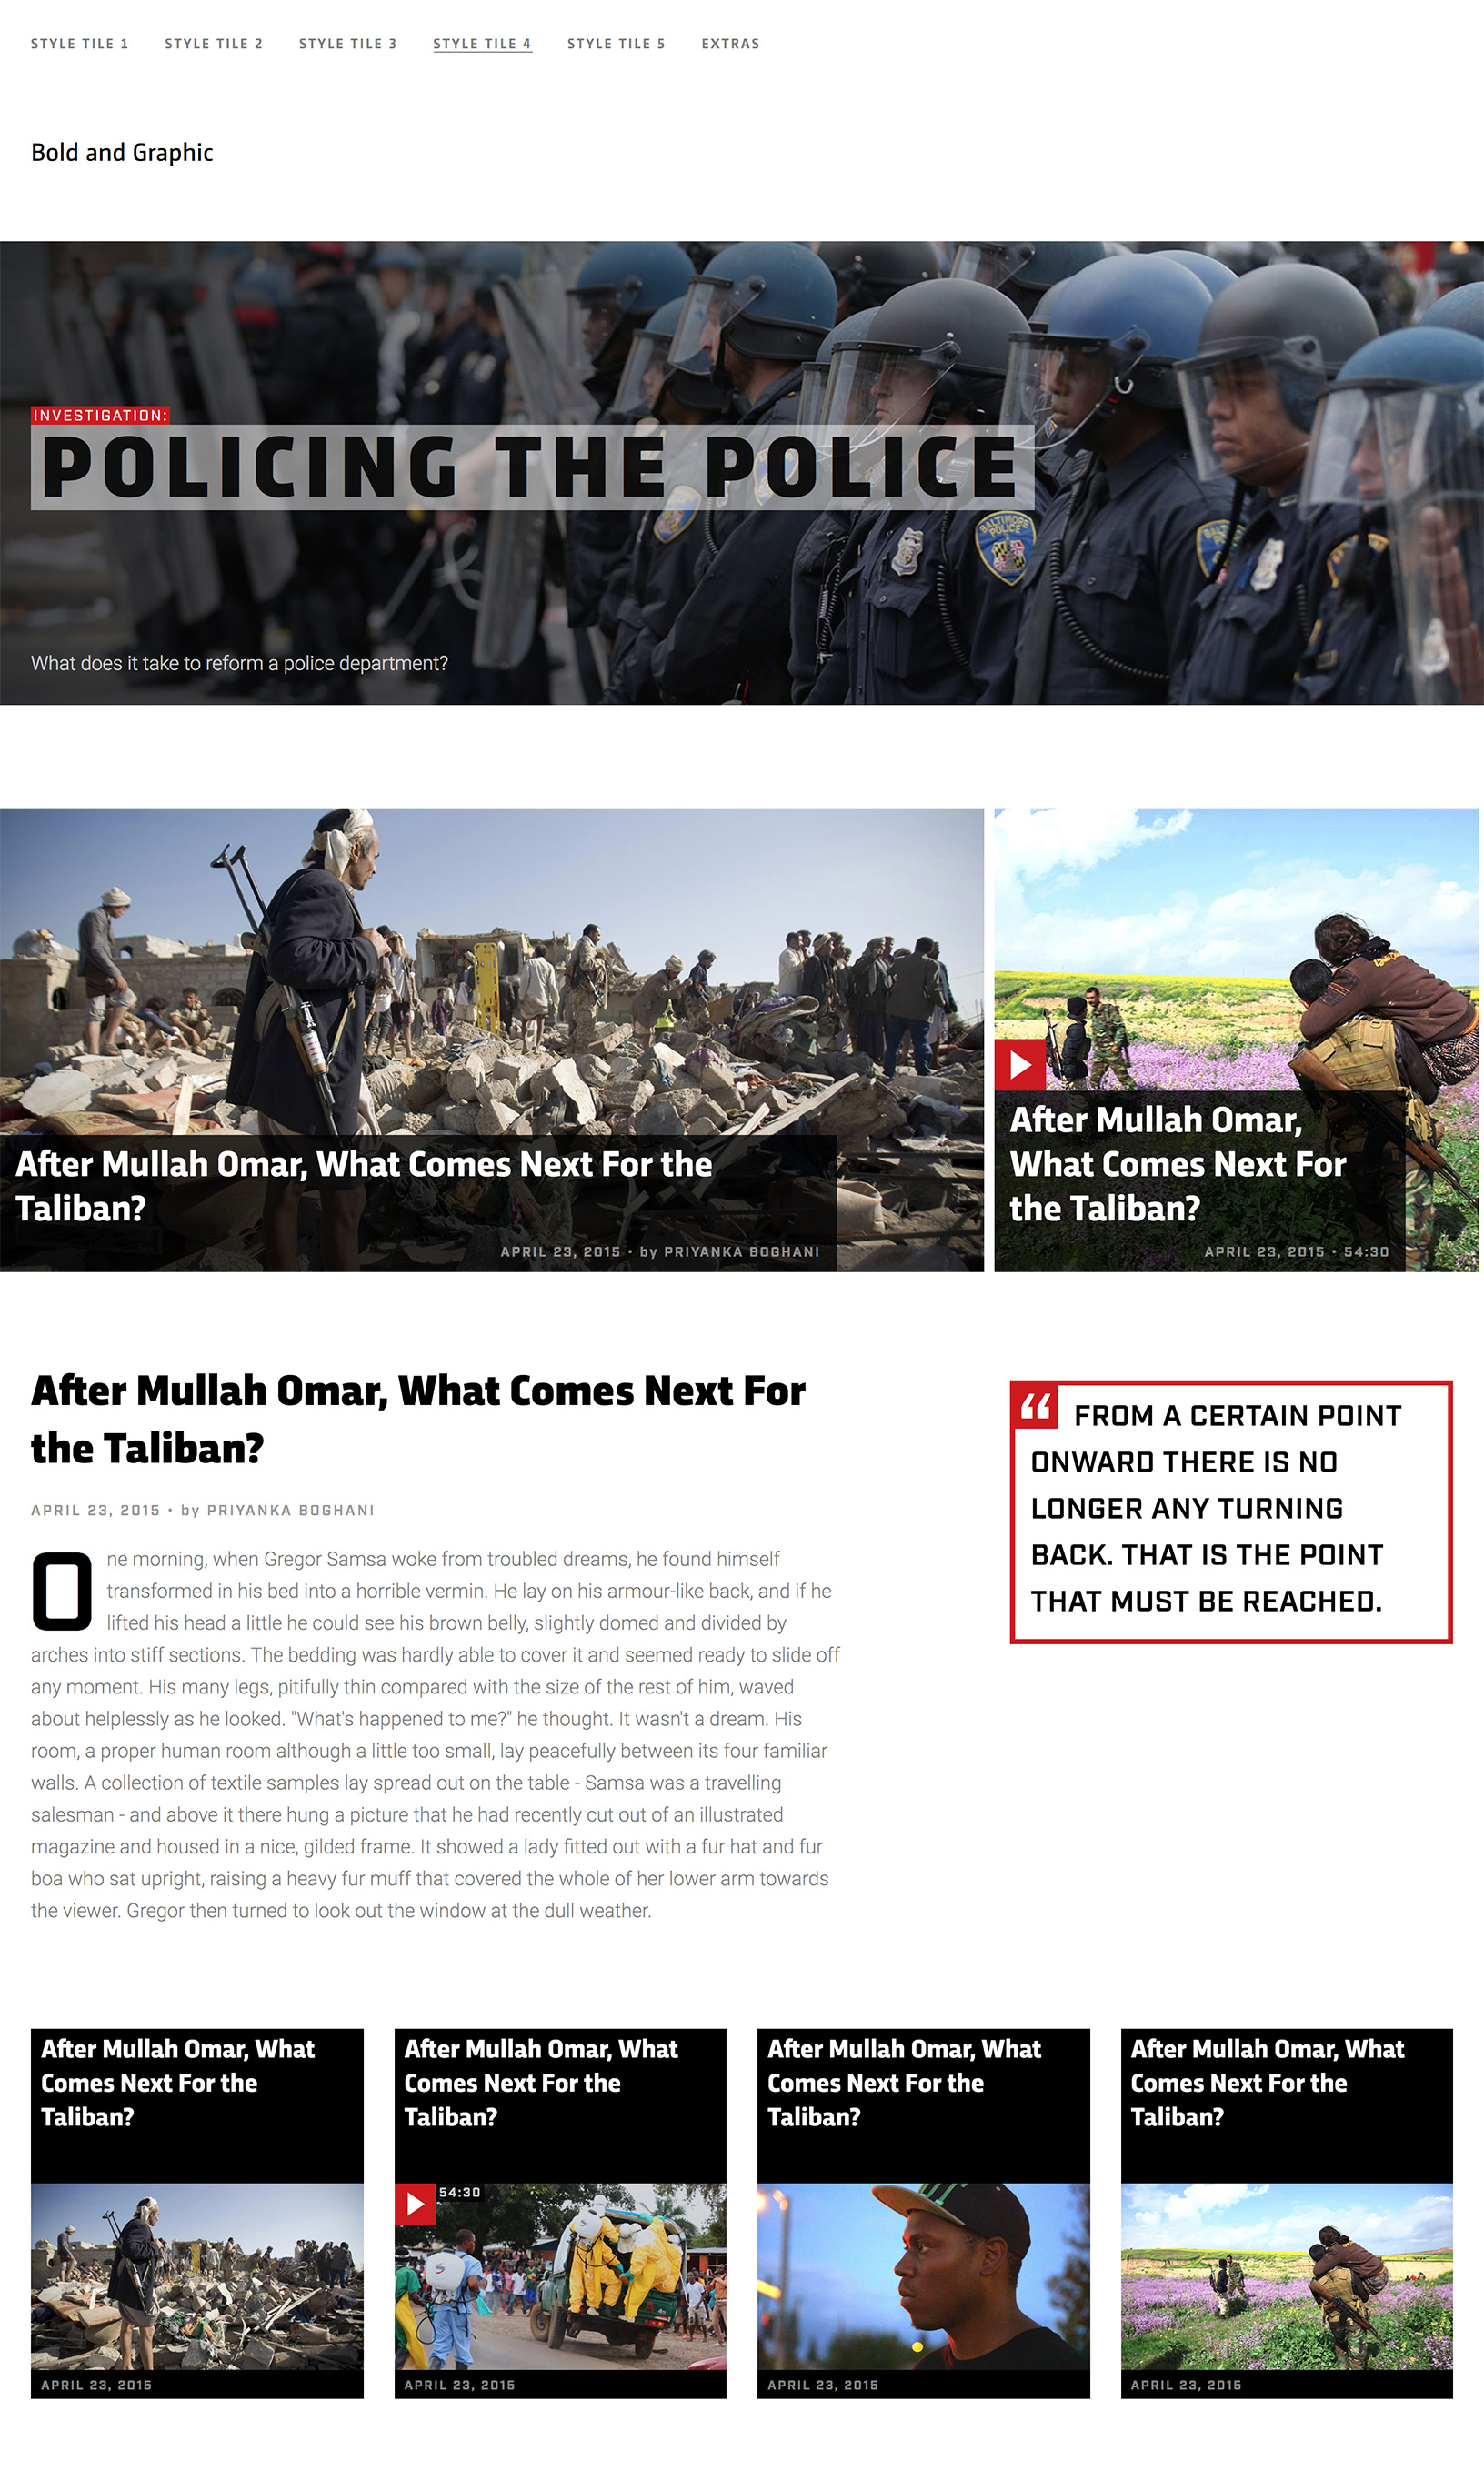 STYLE TILE 1 STYLE TILE 2 STYLE TILE 3 STYLE TILE 4 STYLE TILE 5 EXTRAS
Bold and Graphic
INVESTIGATION:
POLICING THE POLICE
BALTIMORE
POLICE
What does it take to reform a police department?
After Mullah Omar, What Comes Next For the
Taliban?
APRIL 23, 2015 • by PRIYANKA BOGHANI
After Mullah Omar,
What Comes Next For
the Taliban?
APRIL 23, 2015 • 54:30
After Mullah Omar, What Comes Next For
the Taliban?
APRIL 23, 2015 • by PRIYANKA BOGHANI
One morning, when Gregor Samsa woke from troubled dreams, he found himself
transformed in his bed into a horrible vermin. He lay on his armour-like back, and if he
lifted his head a little he could see his brown belly, slightly domed and divided by
arches into stiff sections. The bedding was hardly able to cover it and seemed ready to slide off
any moment. His many legs, pitifully thin compared with the size of the rest of him, waved
about helplessly as he looked. "What's happened to me?" he thought. It wasn't a dream. His
room, a proper human room although a little too small, lay peacefully between its four familiar
walls. A collection of textile samples lay spread out on the table - Samsa was a travelling
salesman - and above it there hung a picture that he had recently cut out of an illustrated
magazine and housed in a nice, gilded frame. It showed a lady fitted out with a fur hat and fur
boa who sat upright, raising a heavy fur muff that covered the whole of her lower arm towards
the viewer. Gregor then turned to look out the window at the dull weather.
“ FROM A CERTAIN POINT
ONWARD THERE IS NO
LONGER ANY TURNING
BACK. THAT IS THE POINT
THAT MUST BE REACHED.
After Mullah Omar, What
Comes Next For the
Taliban?
APRIL 23, 2015
After Mullah Omar, What
Comes Next For the
Taliban?
54:30
APRIL 23, 2015
After Mullah Omar, What
Comes Next For the
Taliban?
APRIL 23, 2015
After Mullah Omar, What
Comes Next For the
Taliban?
APRIL 23, 2015